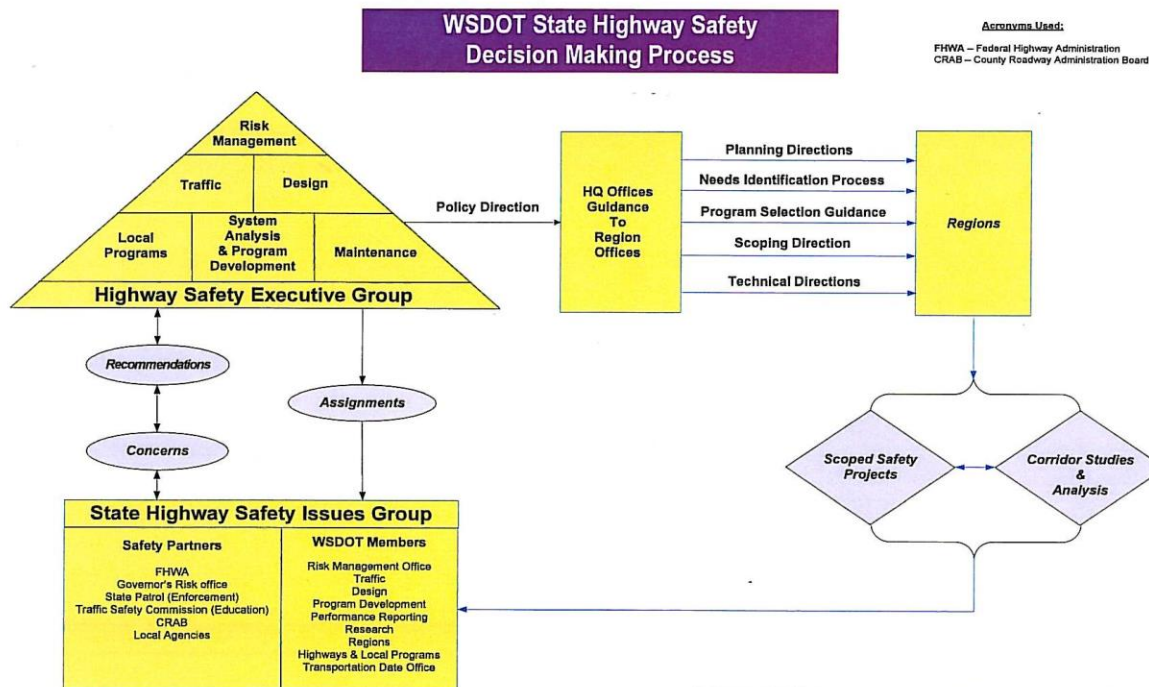 WSDOT State Highway Safety
Decision Making Process
Acronyms Used:
FHWA – Federal Highway Administration
CRAB – County Roadway Administration Board
Risk
Management
Traffic
Design
Local
Programs
System
Analysis
& Program
Development
Maintenance
Highway Safety Executive Group
Policy Direction
HQ Offices
Guidance
To
Region
Offices
Planning Directions
Needs Identification Process
Program Selection Guidance
Scoping Direction
Technical Directions
Regions
Recommendations
Concerns
Assignments
Scoped Safety
Projects
Corridor Studies
&
Analysis
State Highway Safety Issues Group
Safety Partners
FHWA
Governor's Risk office
State Patrol (Enforcement)
Traffic Safety Commission (Education)
CRAB
Local Agencies
WSDOT Members
Risk Management Office
Traffic
Design
Program Development
Performance Reporting
Research
Regions
Highways & Local Programs
Transportation Date Office